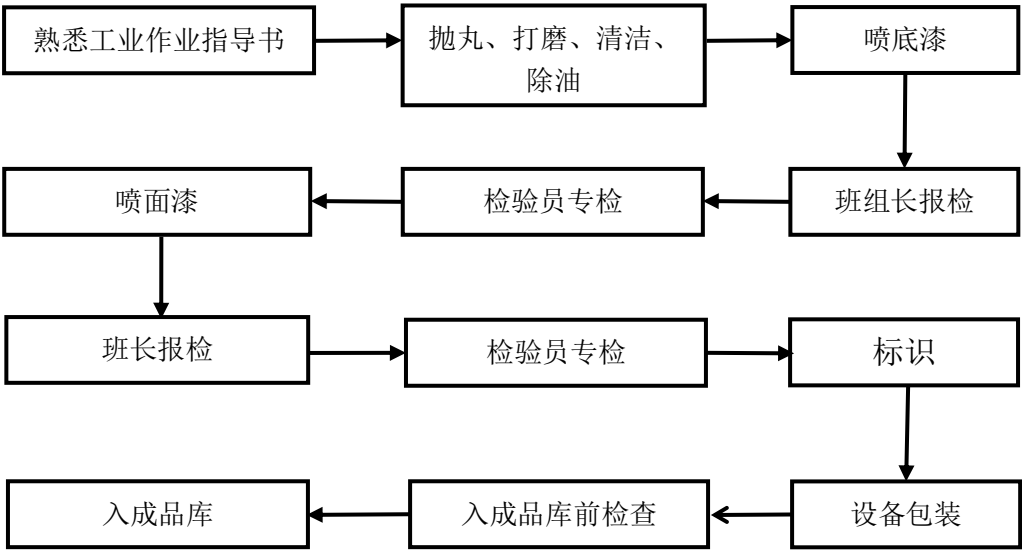 熟悉工业作业指导书
抛丸、打磨、清洁、
除油
喷底漆
班组长报检
检验员专检
喷面漆
班长报检
检验员专检
标识
设备包装
入成品库前检查
入成品库